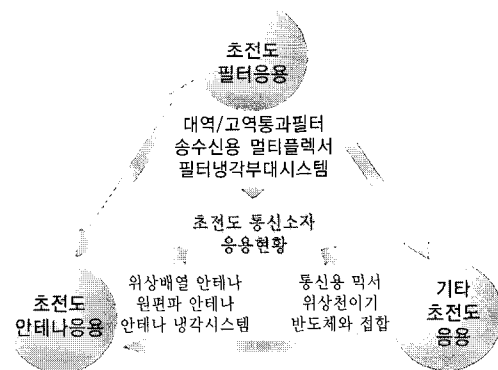 초전도
필터응용
대역/고역통과필터
송수신용 멀티플렉서
필터냉각부대시스템
초전도 통신소자
응용현황
초전도
안테나응용
위상배열 안테나
원편파 안테나
안테나 냉각시스템
통신용 믹서
위상천이기
반도체와 접합
기타
초전도
응용